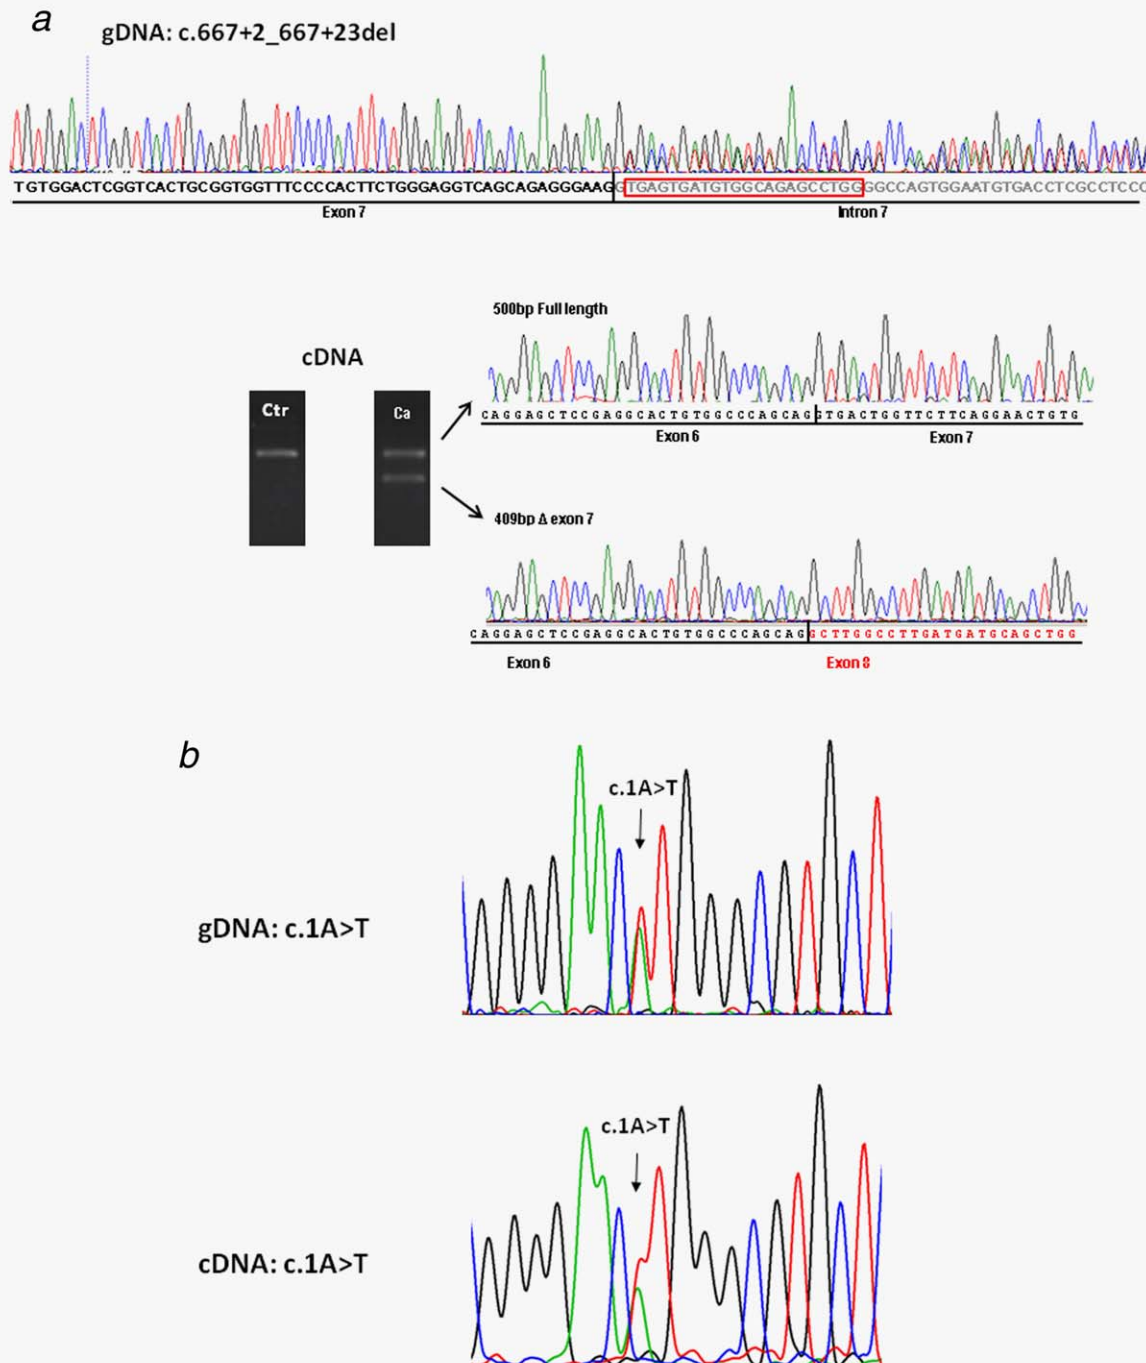 a
gDNA: c.667+2_667+23del
TGTGGACTCGGTCACTGCGGTGGTTTCCCCACTTCTGGGAGGTCAGCAGAGGGAAGGTGAGTGATGTGGCAGAGCCTGGGGCCAGTGGAATGTGACCTCGCCTCCC
Exon 7 Intron 7
500bp Full length
cDNA
Ctr Ca
CAGGAGCTCCGAGGCACTGTGGCCCAGCAGGTGACTGGTTCTTCAGGAACTGTG
Exon 6 Exon 7
409bp Δ exon 7
CAGGAGCTCCGAGGCACTGTGGCCCAGCAGGCTTGGCCTTGATGATGCAGCTGG
Exon 6 Exon 8
b
c.1A>T
gDNA: c.1A>T
c.1A>T
cDNA: c.1A>T